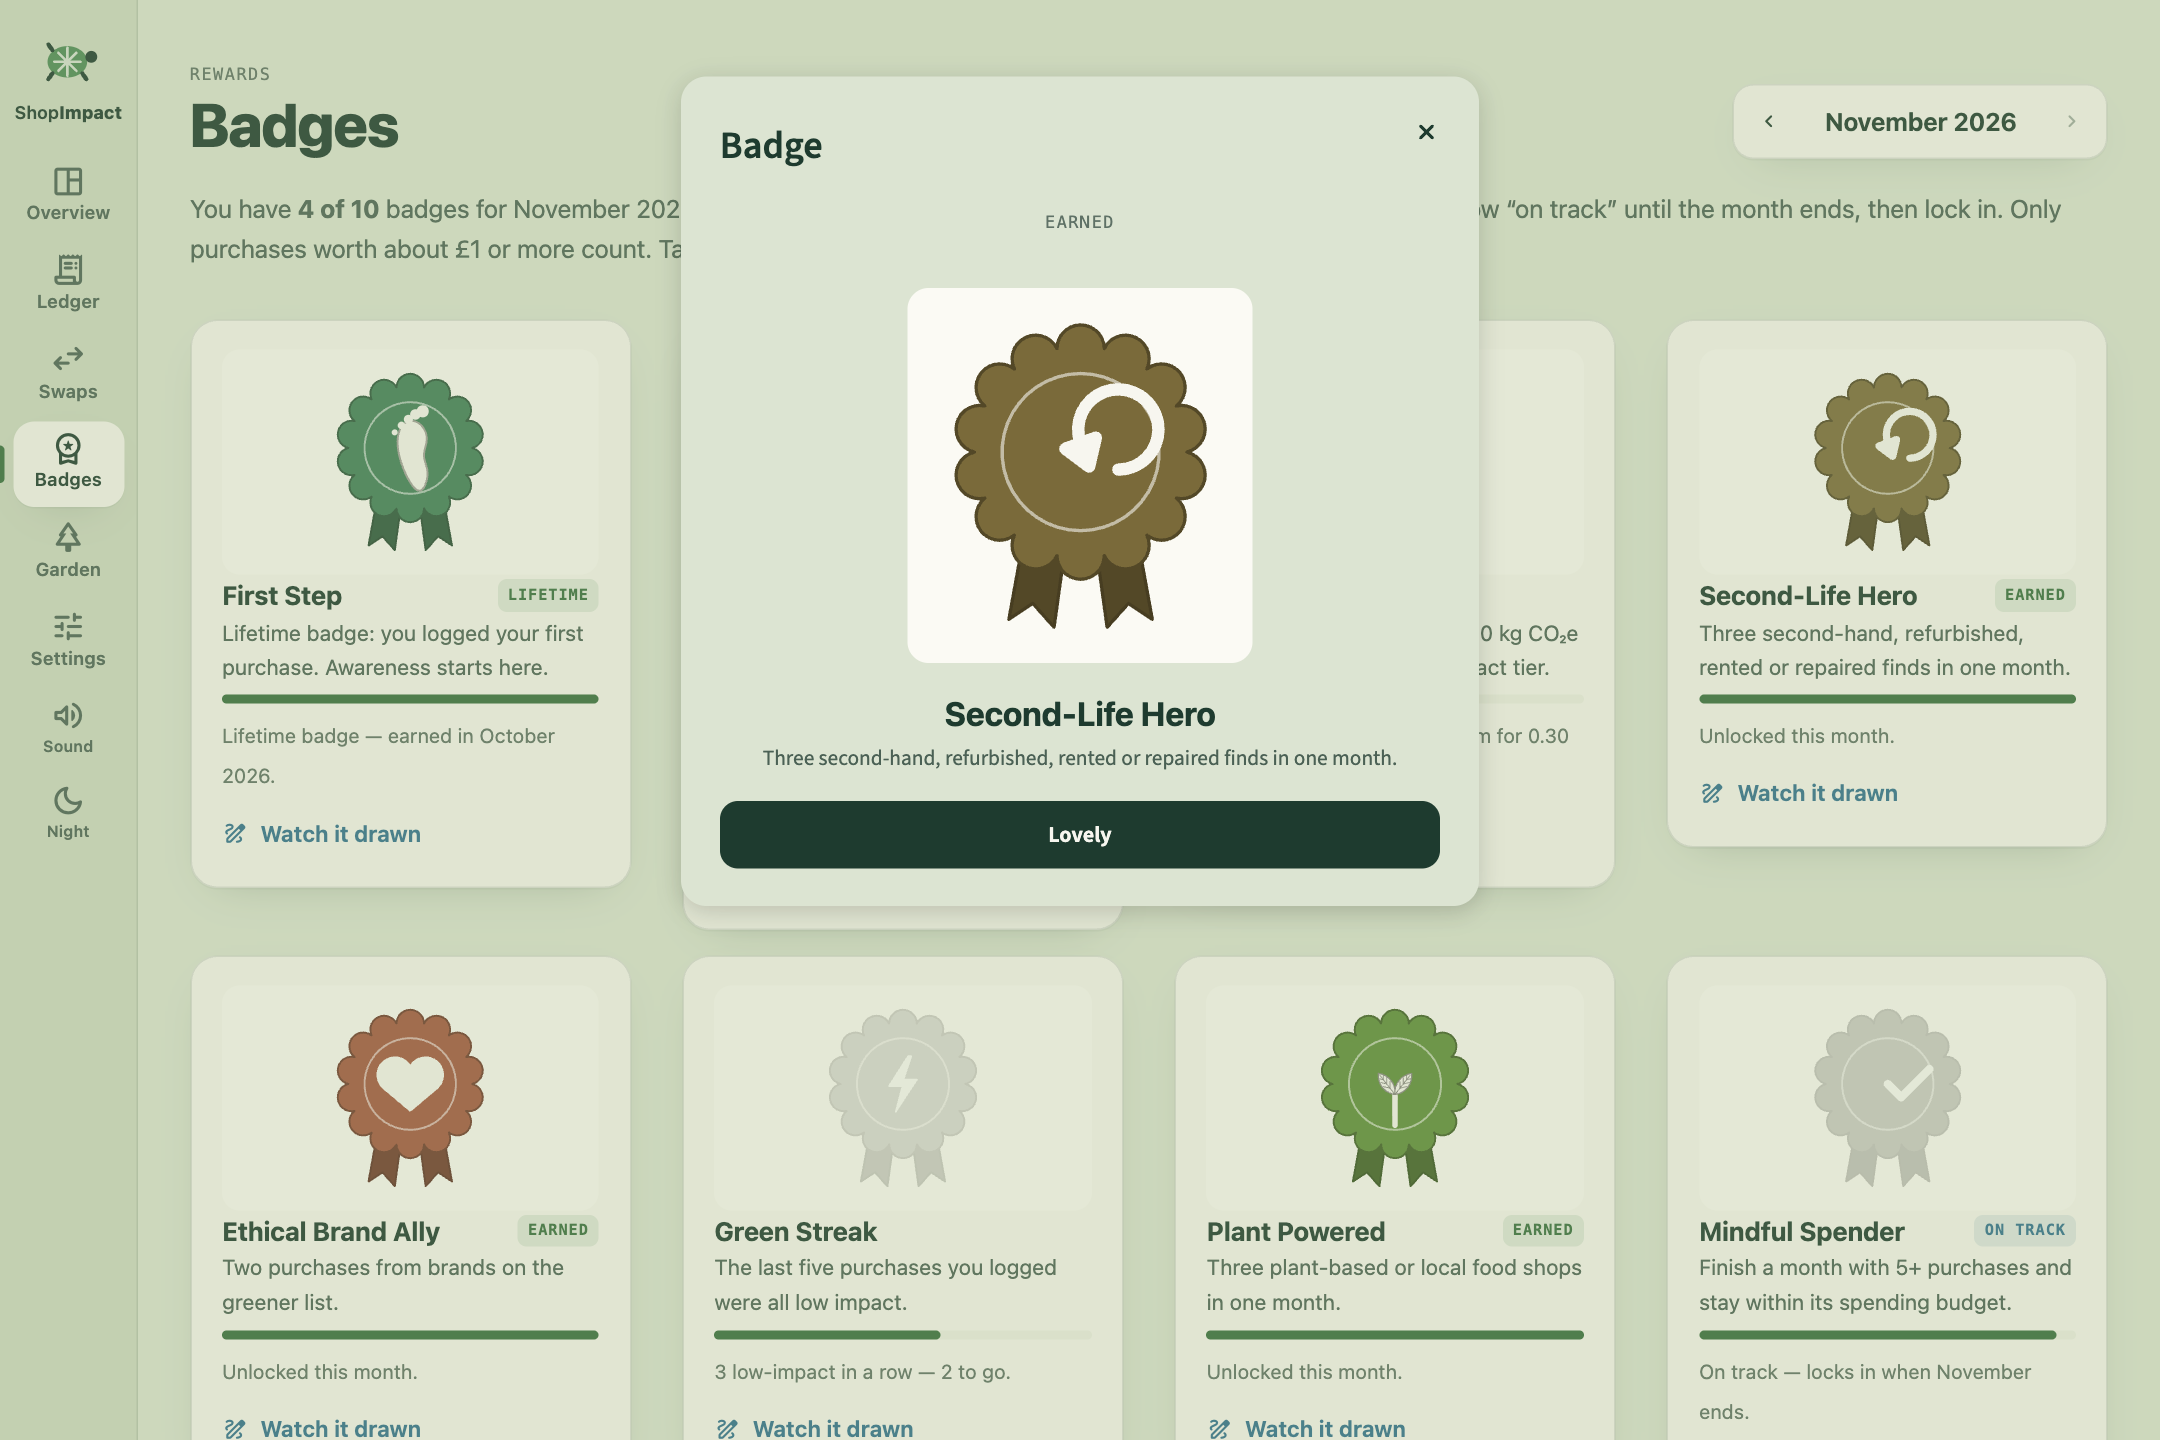 ShopImpact
Overview
Ledger
Swaps
Badges
Garden
Settings
Sound
Night
REWARDS
Badges
November 2026
You have 4 of 10 badges for November 202
“on track” until the month ends, then lock in. Only
purchases worth about £1 or more count.
Badge
EARNED
Second-Life Hero
Three second-hand, refurbished, rented or repaired finds in one month.
Lovely
First Step
LIFETIME
Lifetime badge: you logged your first
purchase. Awareness starts here.
Lifetime badge — earned in October
2026.
Watch it drawn
0 kg CO₂e
tier.
for 0.30
Second-Life Hero
EARNED
Three second-hand, refurbished,
rented or repaired finds in one month.
Unlocked this month.
Watch it drawn
Ethical Brand Ally
EARNED
Two purchases from brands on the
greener list.
Unlocked this month.
Watch it drawn
Green Streak
The last five purchases you logged
were all low impact.
3 low-impact in a row — 2 to go.
Watch it drawn
Plant Powered
EARNED
Three plant-based or local food shops
in one month.
Unlocked this month.
Watch it drawn
Mindful Spender
ON TRACK
Finish a month with 5+ purchases and
stay within its spending budget.
On track — locks in when November
ends.